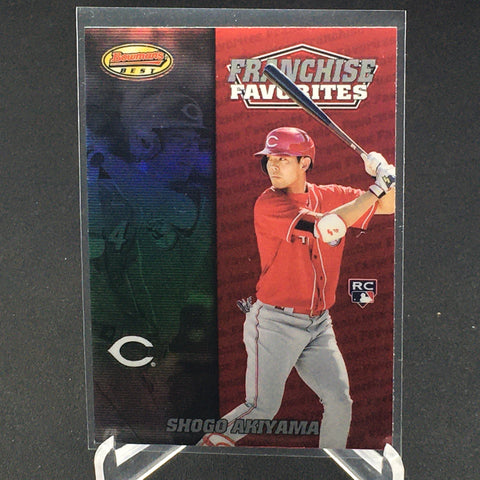 Bowman's
BEST
FRANCHISE
FAVORITES
C
C
RC
SHOGO AKIYAMA